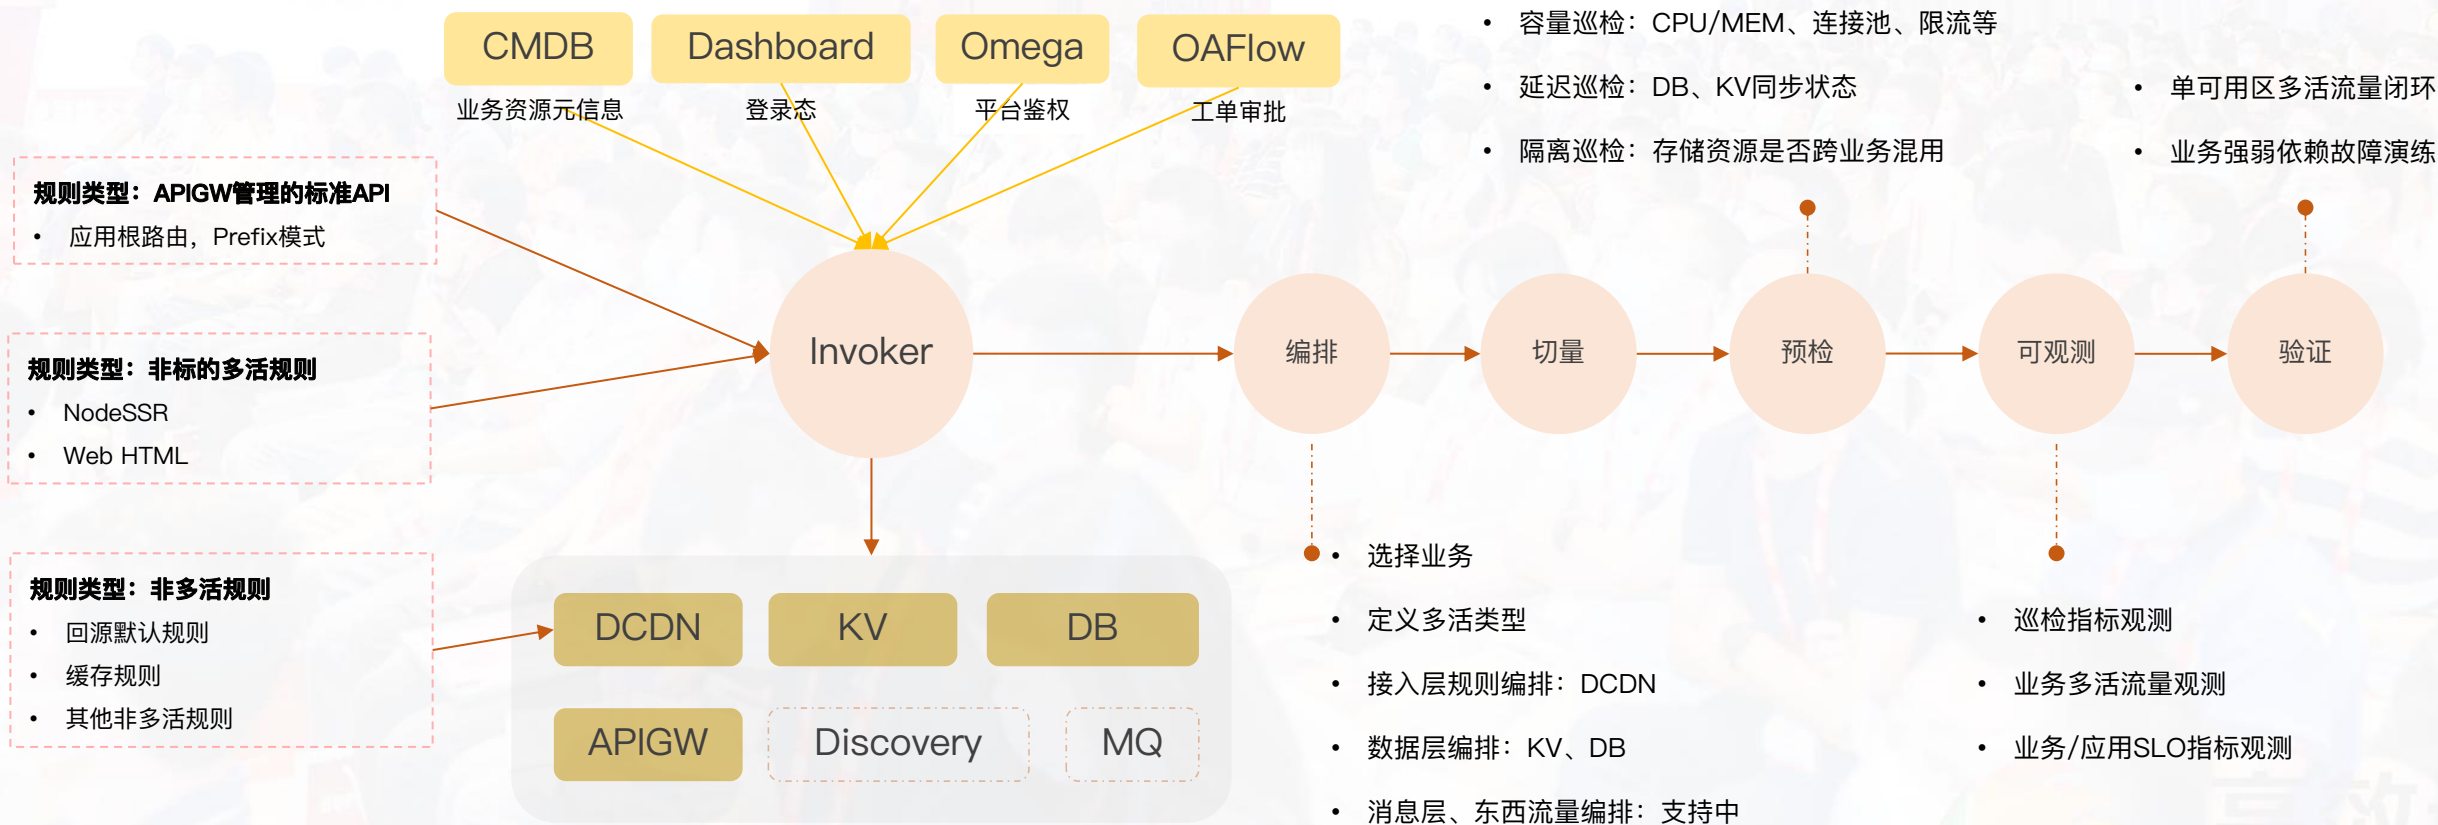 CMDB
Dashboard
Omega
OAFlow
业务资源元信息
登录态
平台鉴权
工单审批
• 容量巡检：CPU/MEM、连接池、限流等
• 延迟巡检：DB、KV同步状态
• 隔离巡检：存储资源是否跨业务混用
• 单可用区多活流量闭环
• 业务强弱依赖故障演练
规则类型：APIGW管理的标准API
• 应用根路由，Prefix模式
规则类型：非标的多活规则
• NodeSSR
• Web HTML
规则类型：非多活规则
• 回源默认规则
• 缓存规则
• 其他非多活规则
Invoker
编排
切量
预检
可观测
验证
DCDN
KV
DB
APIGW
Discovery
MQ
• 选择业务
• 定义多活类型
• 接入层规则编排：DCDN
• 数据层编排：KV、DB
• 消息层、东西流量编排：支持中
• 巡检指标观测
• 业务多活流量观测
• 业务/应用SLO指标观测